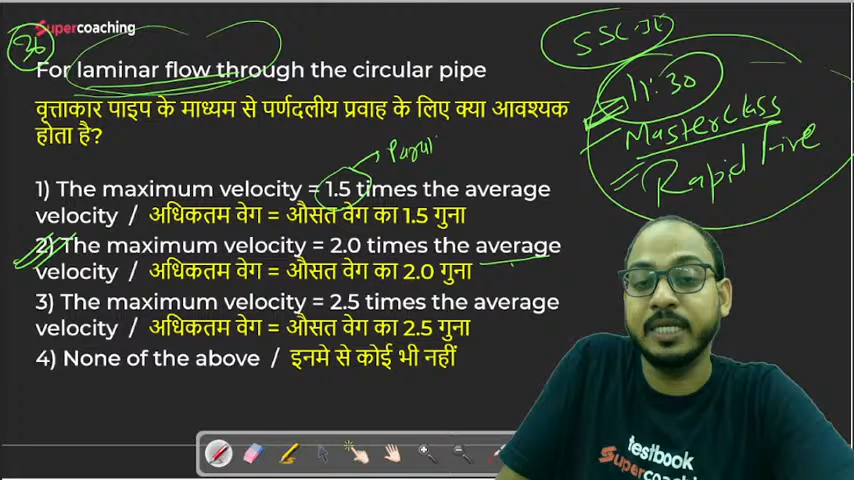 Supercoaching
36
SSC-JE
11:30
Masterclass
Rapid Fire
For laminar flow through the circular pipe
वृत्ताकार पाइप के माध्यम से पर्णदलीय प्रवाह के लिए क्या आवश्यक
होता है?
1) The maximum velocity = 1.5 times the average
velocity / अधिकतम वेग = औसत वेग का 1.5 गुना
2) The maximum velocity = 2.0 times the average
velocity / अधिकतम वेग = औसत वेग का 2.0 गुना
3) The maximum velocity = 2.5 times the average
velocity / अधिकतम वेग = औसत वेग का 2.5 गुना
4) None of the above / इनमे से कोई भी नहीं
testbook
Supercoac